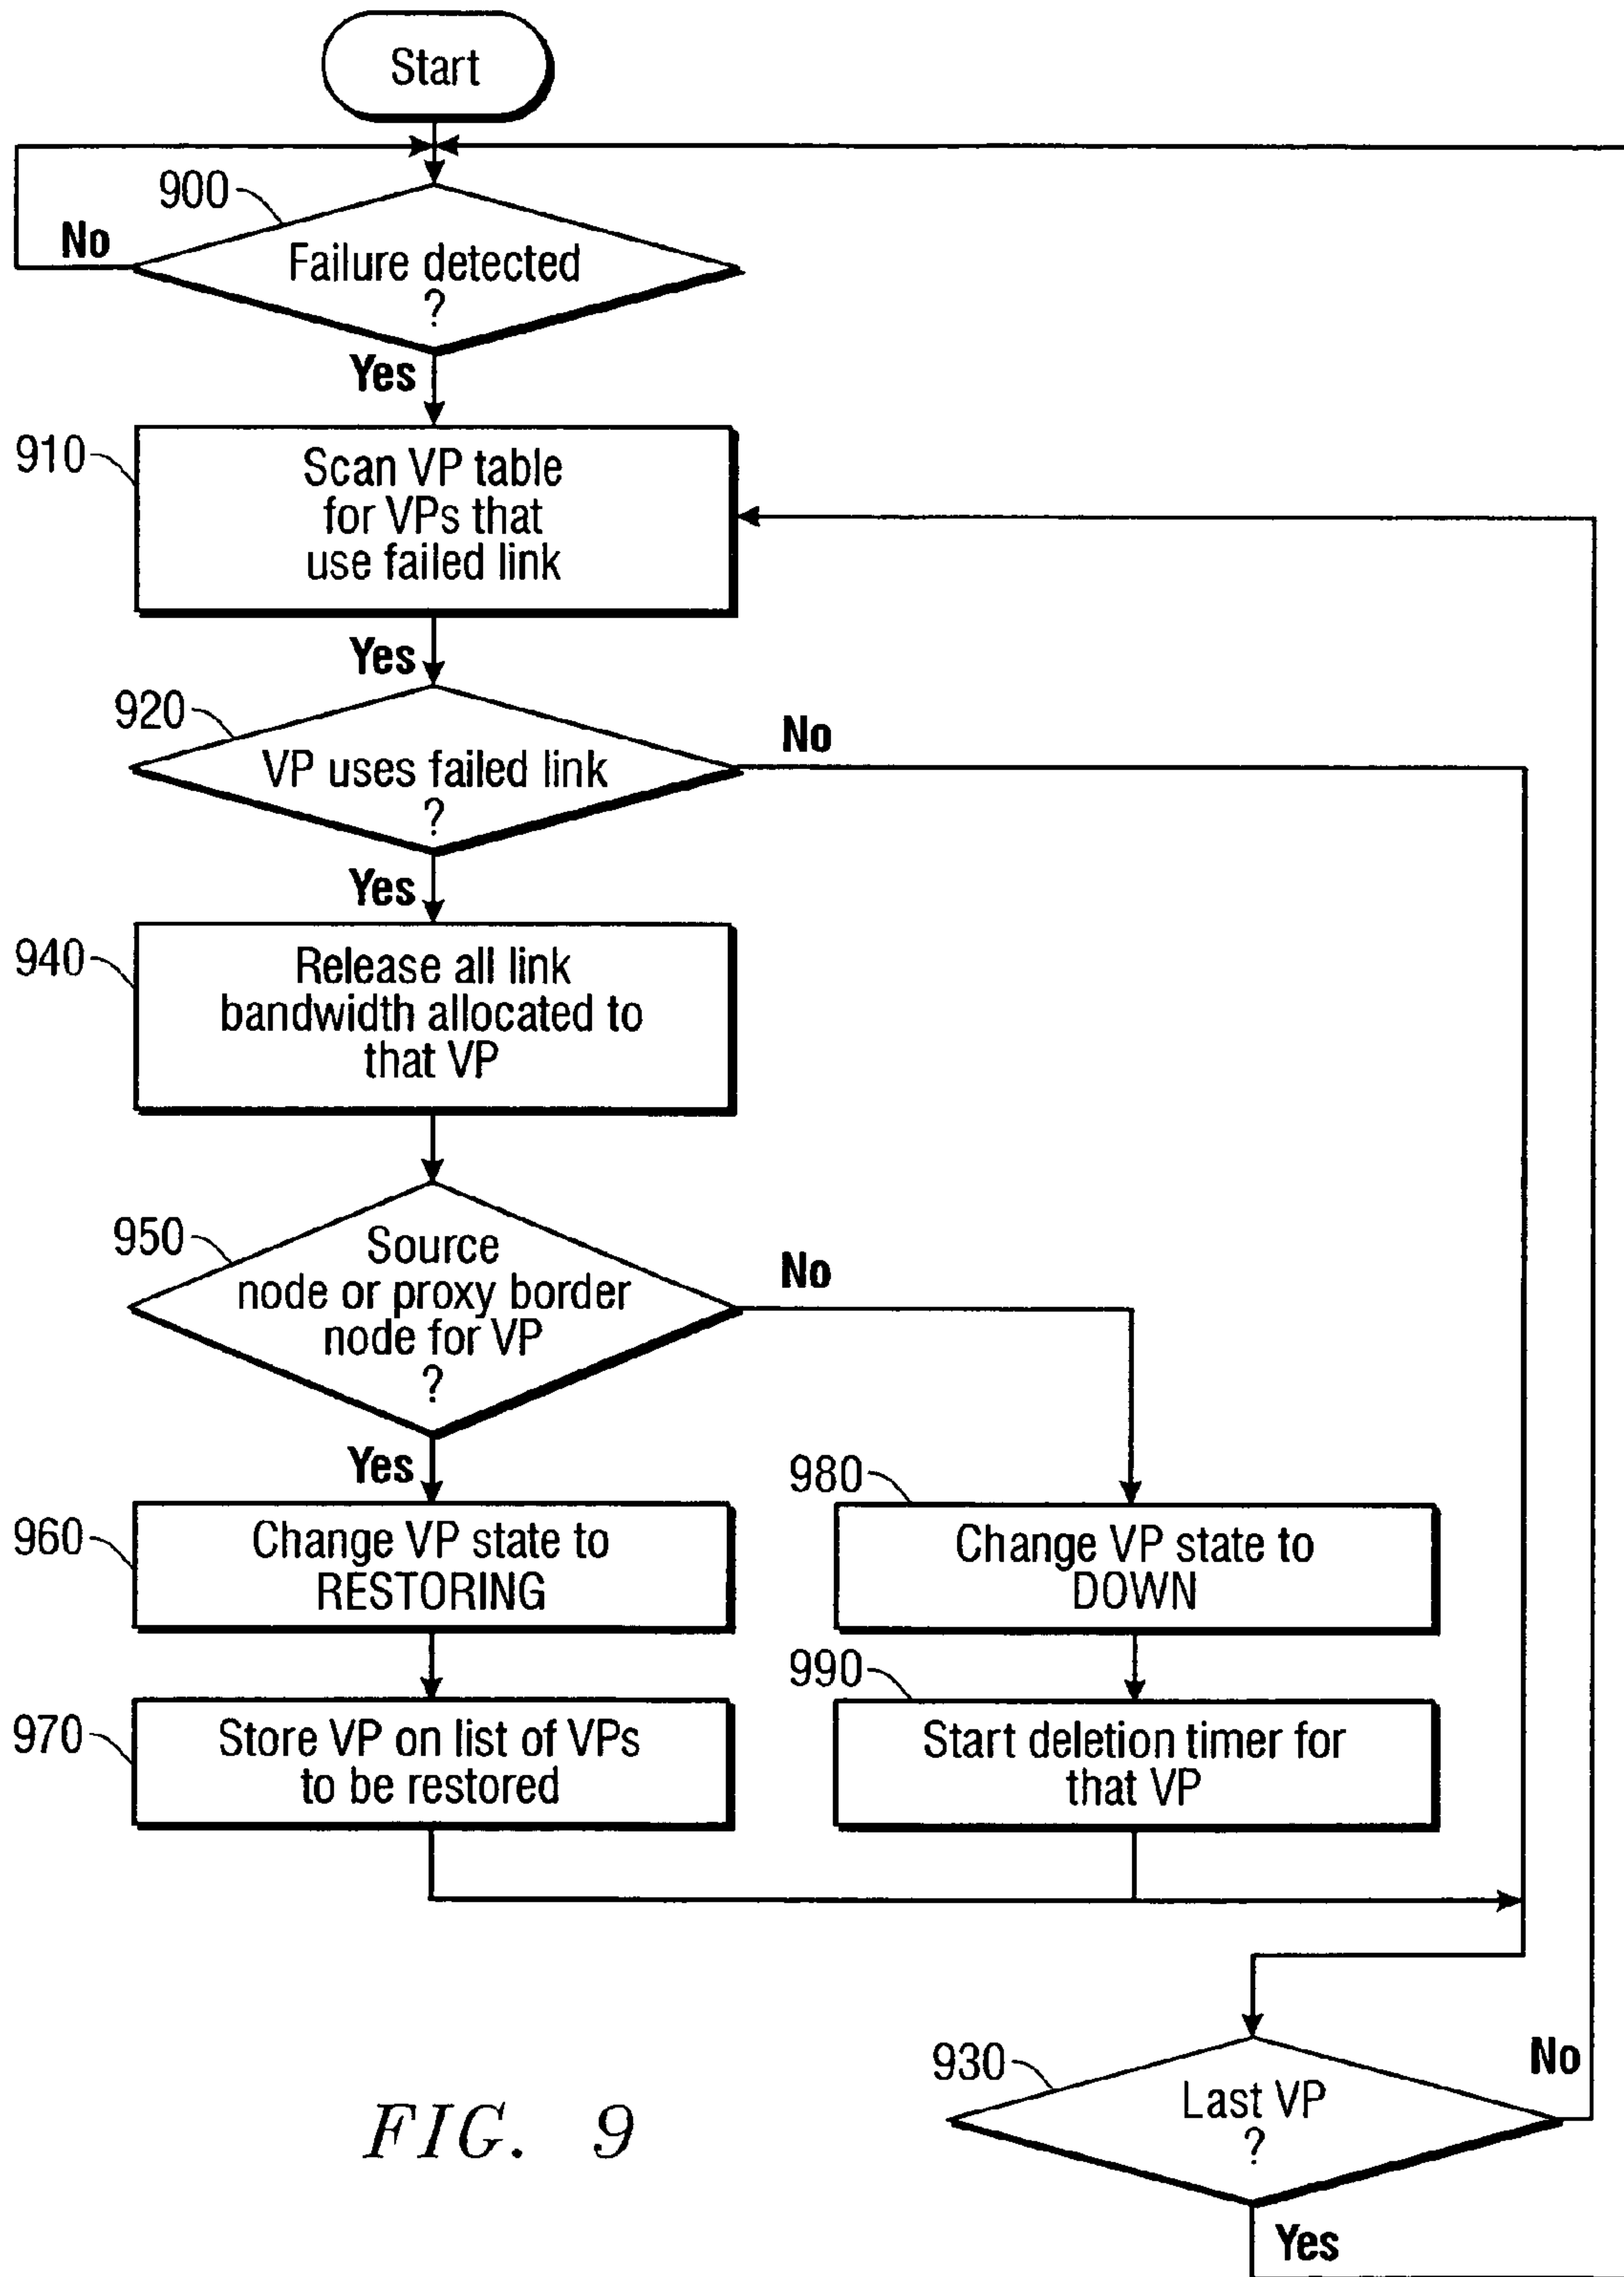 Start
900
No
Failure detected
?
Yes
910
Scan VP table
for VPs that
use failed link
Yes
920
No
VP uses failed link
?
Yes
940
Release all link
bandwidth allocated to
that VP
950
Source
node or proxy border
node for VP
?
No
Yes
960
Change VP state to
RESTORING
980
Change VP state to
DOWN
970
Store VP on list of VPs
to be restored
990
Start deletion timer for
that VP
930
Last VP
?
No
Yes
FIG. 9